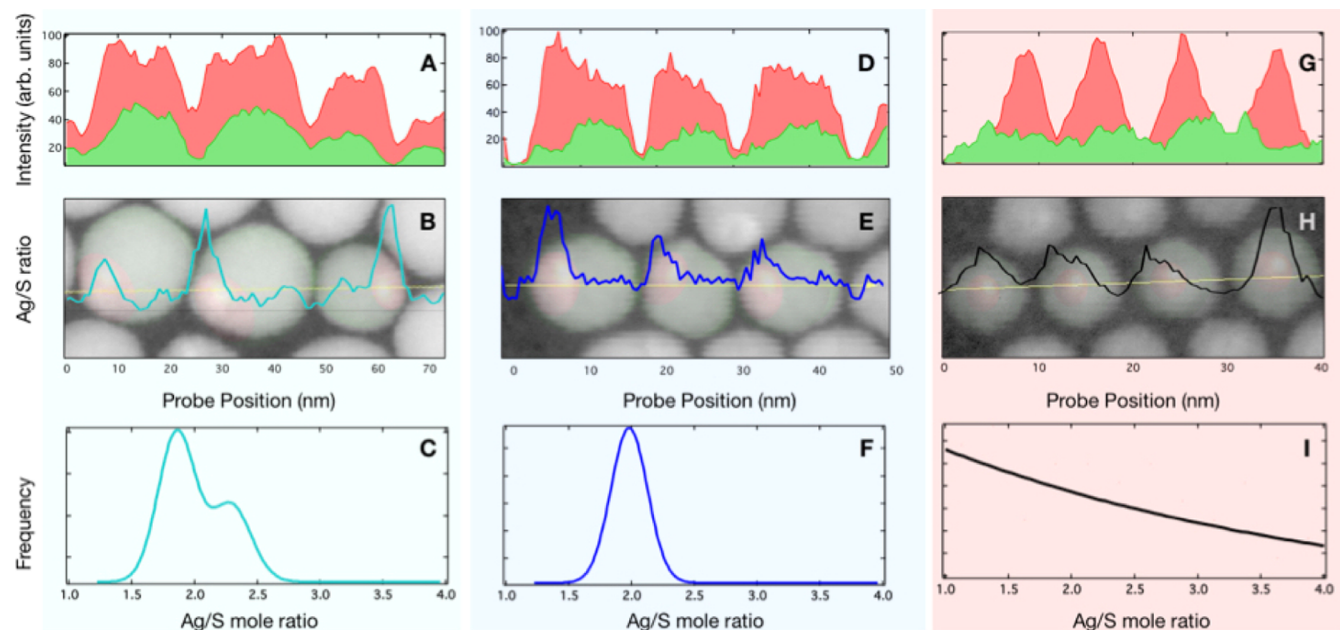 Intensity (arb. units)
100
80
60
40
20
A
100
80
60
40
20
D
G
Ag/S ratio
B
E
H
0 10 20 30 40 50 60 70
0 10 20 30 40 50
0 10 20 30 40
Probe Position (nm)
Probe Position (nm)
Probe Position (nm)
Frequency
C
F
I
1.0 1.5 2.0 2.5 3.0 3.5 4.0
1.0 1.5 2.0 2.5 3.0 3.5 4.0
1.0 1.5 2.0 2.5 3.0 3.5 4.0
Ag/S mole ratio
Ag/S mole ratio
Ag/S mole ratio